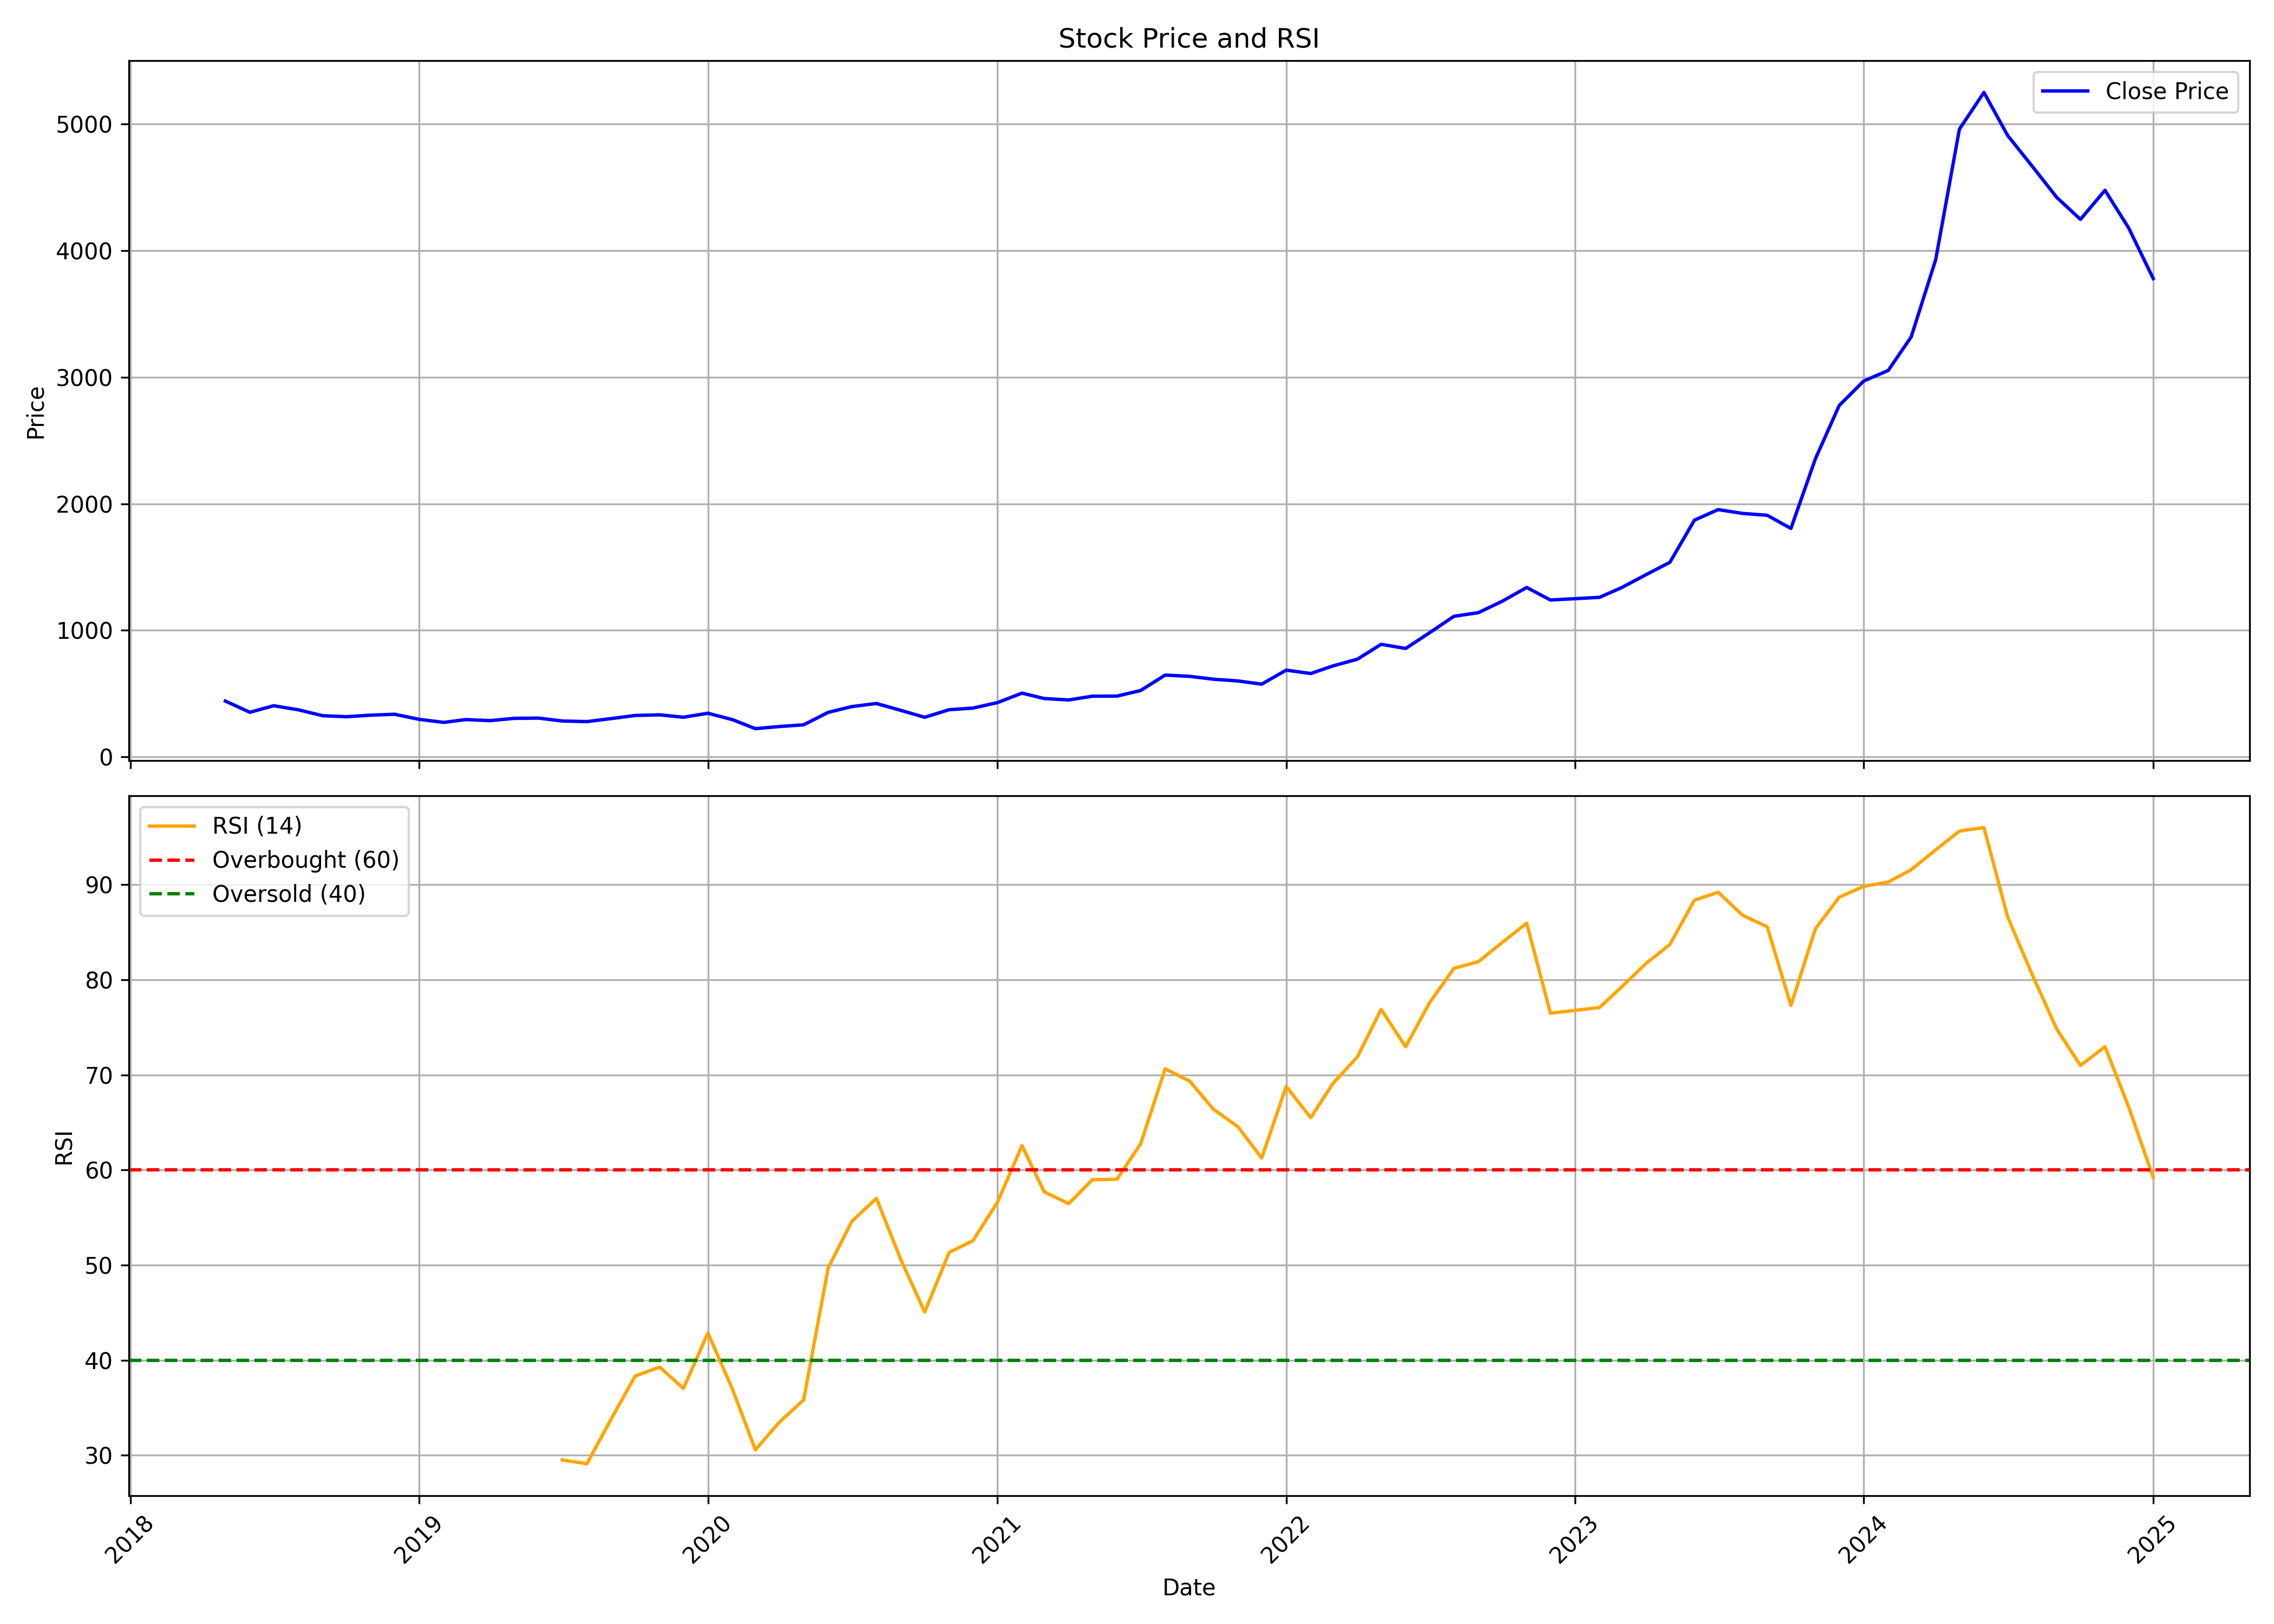 Stock Price and RSI
Close Price
5000
4000
3000
2000
1000
0
Price
RSI (14)
Overbought (60)
Oversold (40)
90
80
70
60
50
40
30
RSI
2018
2019
2020
2021
2022
2023
2024
2025
Date